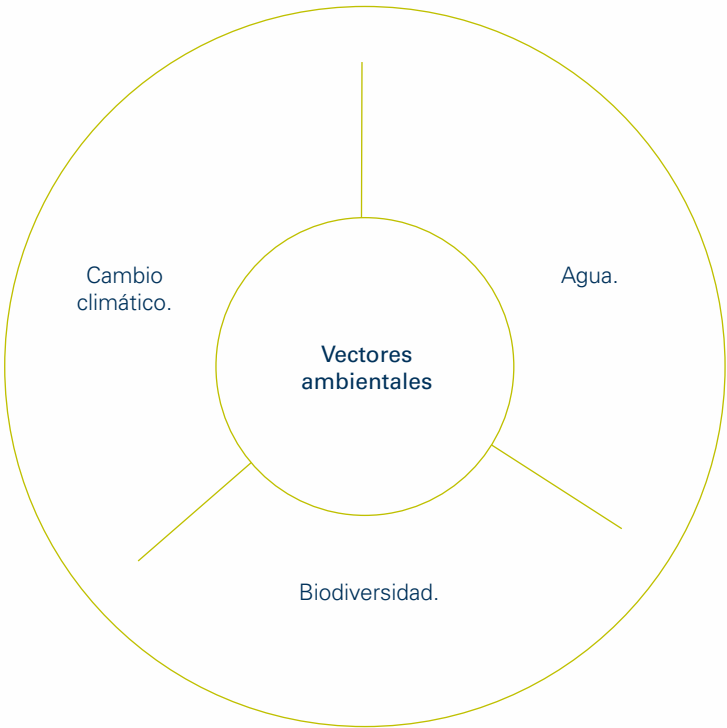 Cambio
climático.
Agua.
Vectores
ambientales
Biodiversidad.